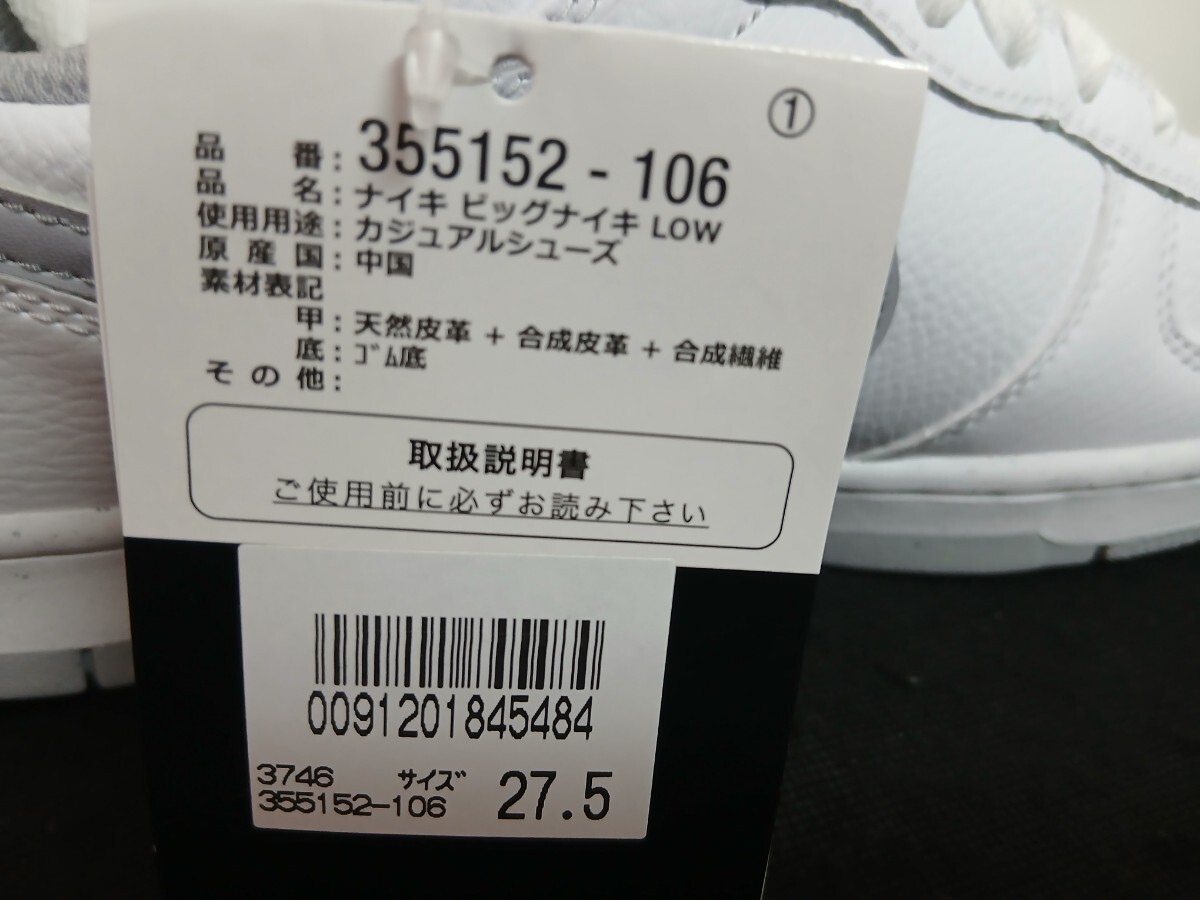 ①
品番：355152 - 106
品名：ナイキ ビッグナイキ LOW
使用用途：カジュアルシューズ
原産国：中国
素材表記
甲：天然皮革 + 合成皮革 + 合成繊維
底：ｺﾞﾑ底
その他：
取扱説明書
ご使用前に必ずお読み下さい
0091201845484
3746 ｻｲｽﾞ 27.5
355152-106